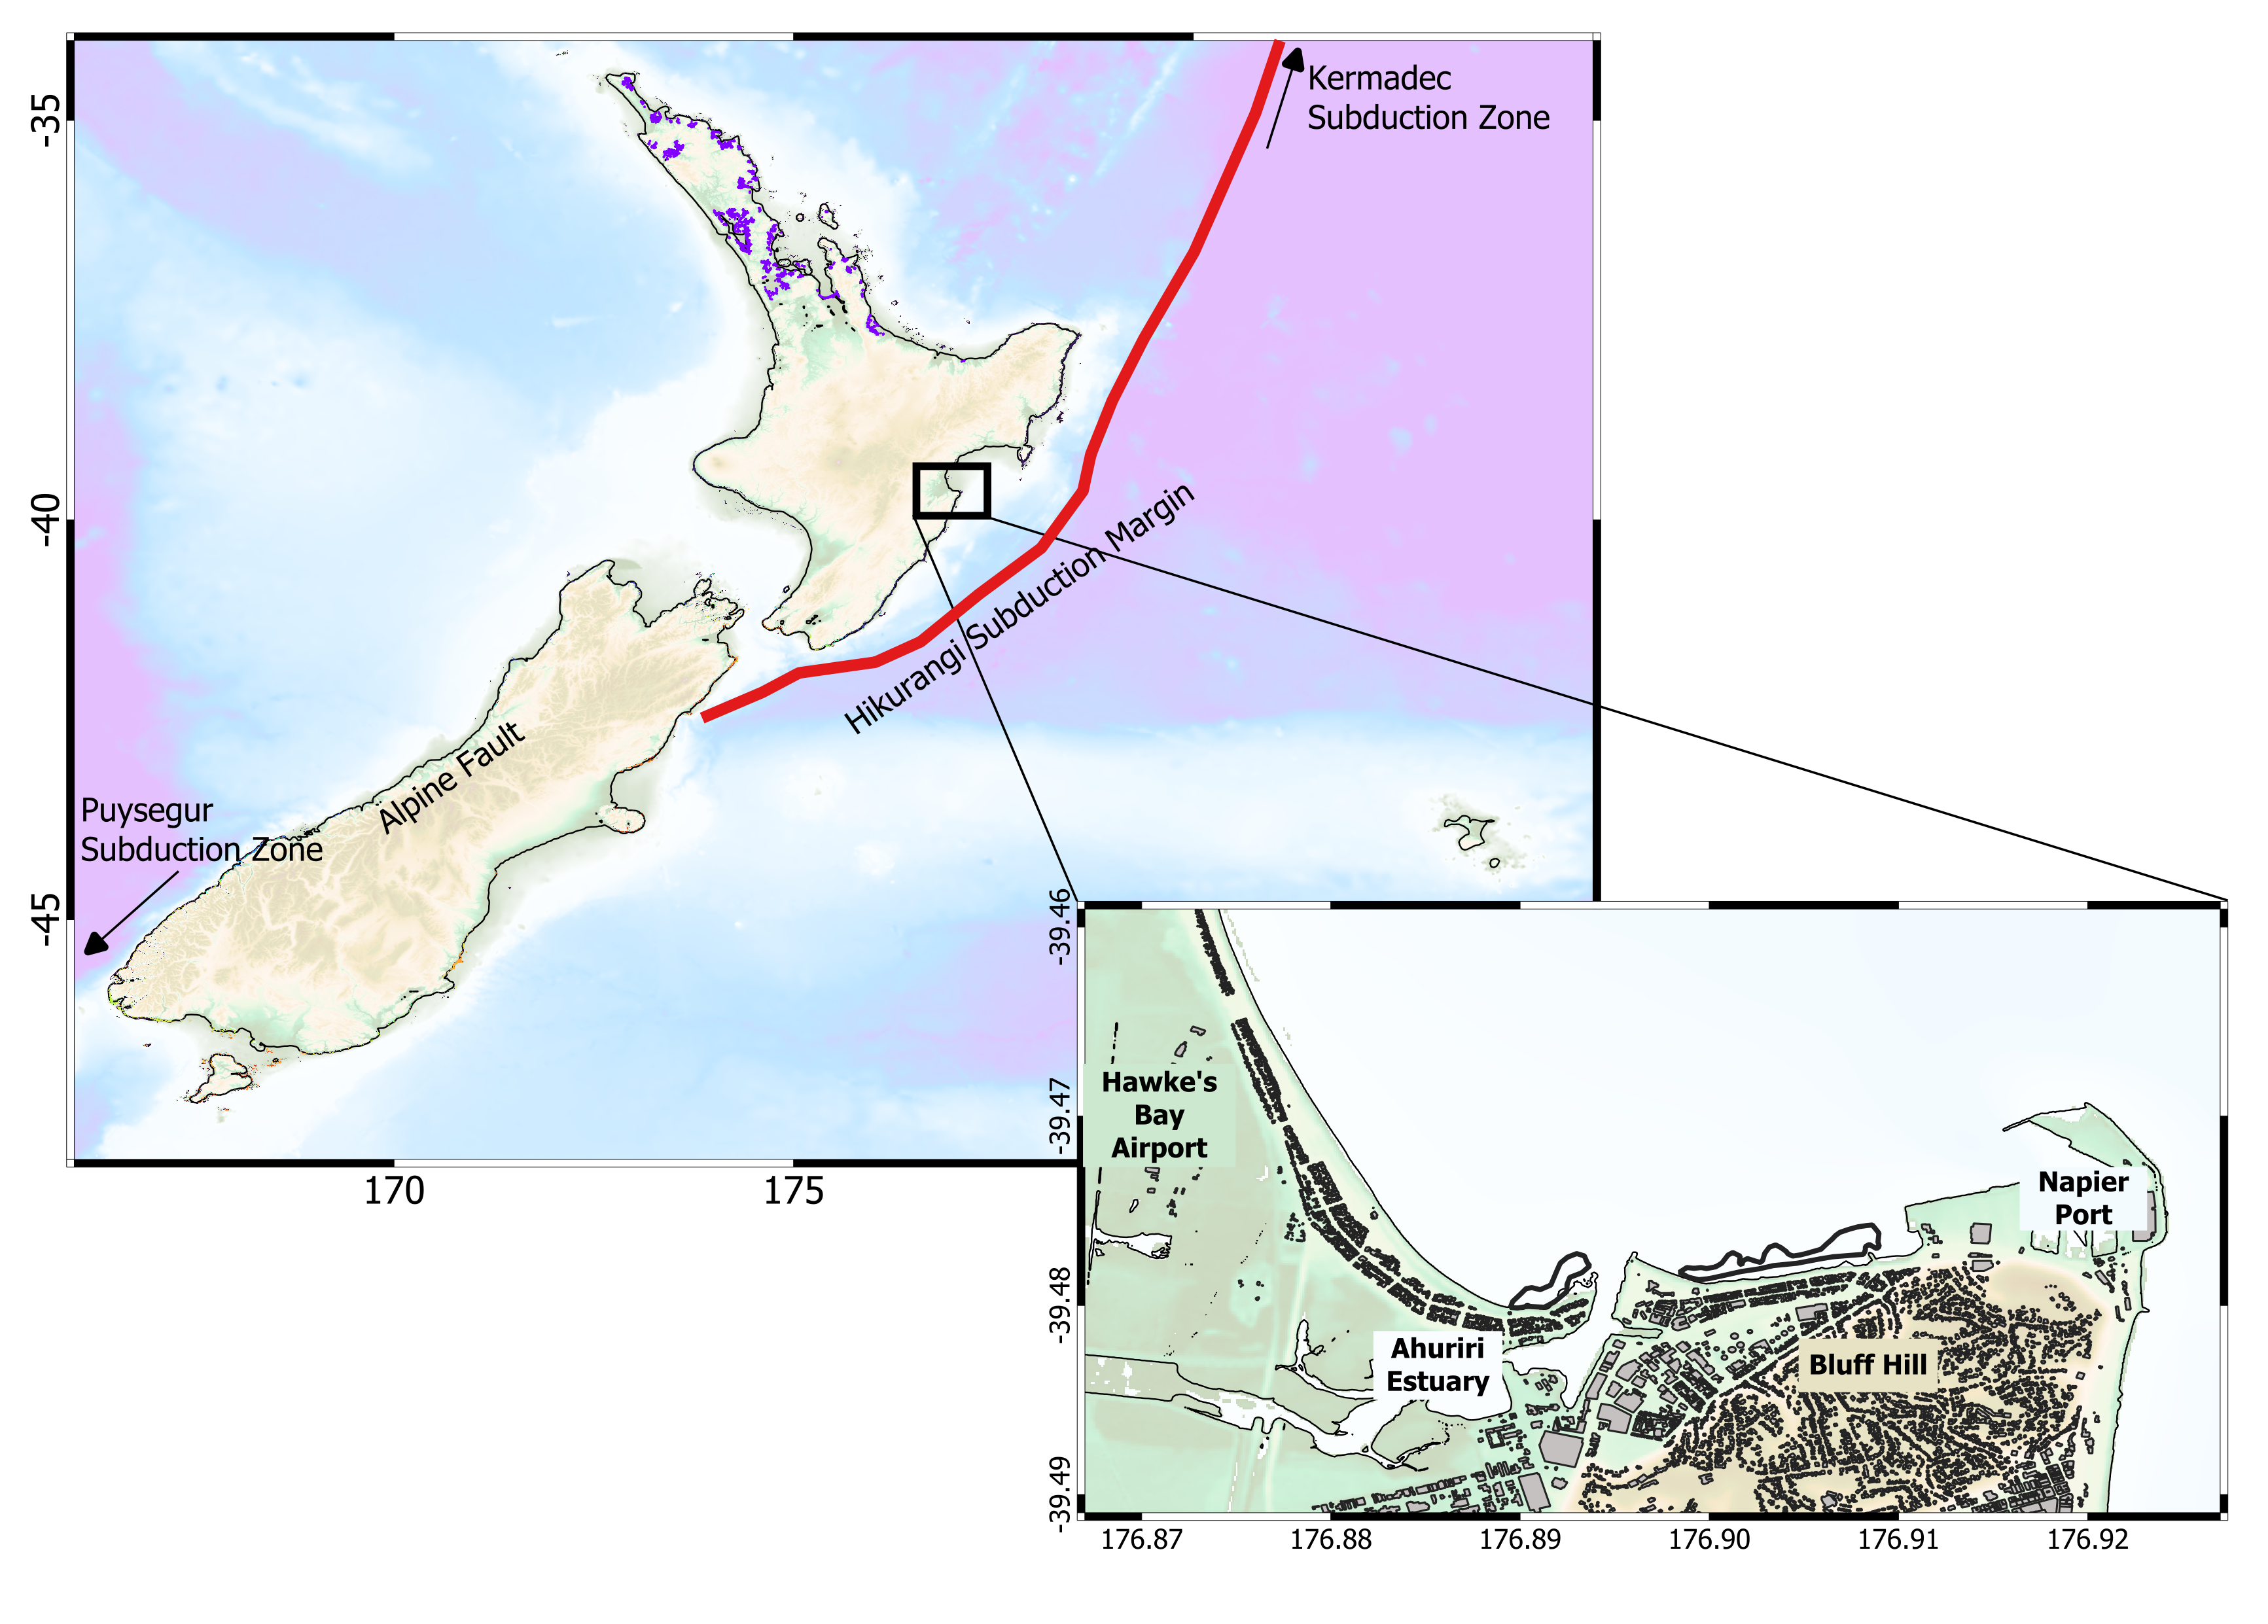 Kermadec
Subduction Zone
-35
-40
Hikurangi Subduction Margin
Alpine Fault
Puysegur
Subduction Zone
-45
170
175
-39.46
-39.47
-39.48
-39.49
Hawke's
Bay
Airport
Napier
Port
Ahuriri
Estuary
Bluff Hill
176.87
176.88
176.89
176.90
176.91
176.92